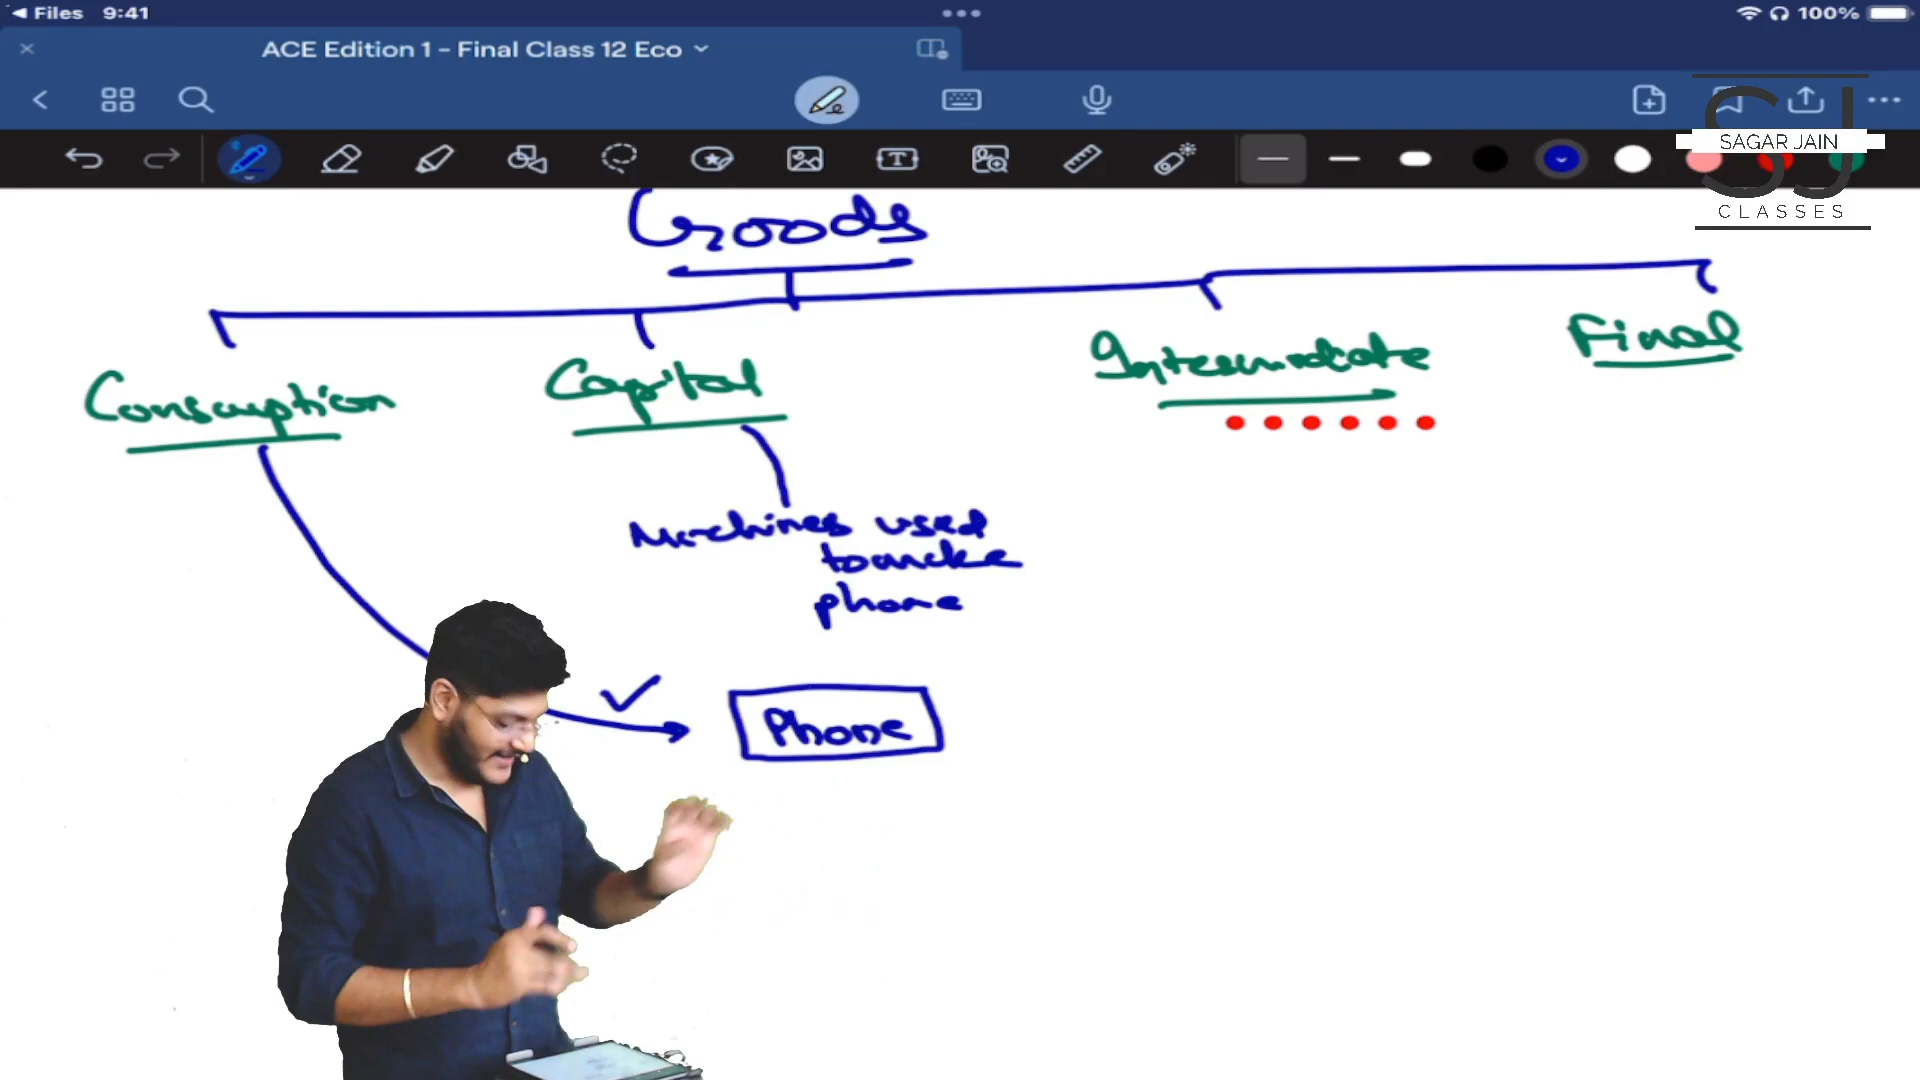 Files 9:41
100%
ACE Edition 1 - Final Class 12 Eco
SAGAR JAIN
SJ
CLASSES
Goods
Consumption
Capital
Intermediate
Final
Machines used
to make
phone
Phone